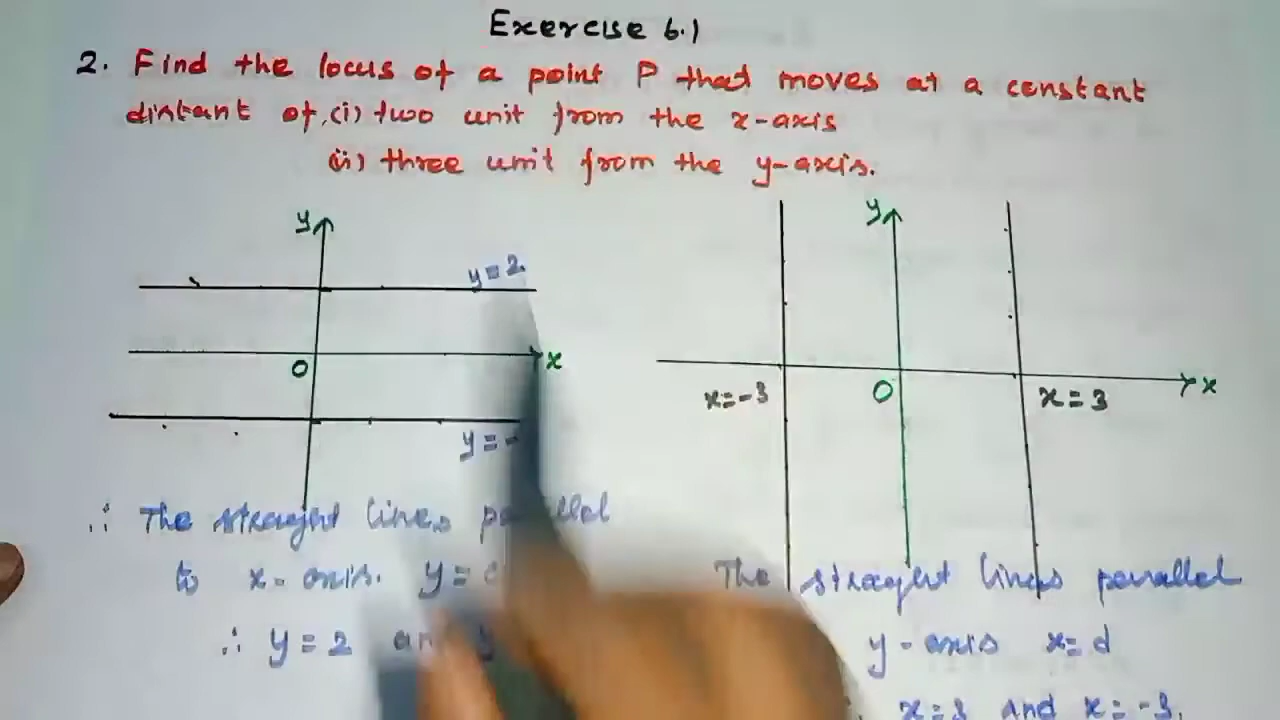 Exercise 6.1
2. Find the locus of a point P that moves at a constant
distant of, (i) two unit from the x-axis
(ii) three unit from the y-axis.
y
y = 2
x
O
y = -
∴ The straight lines parallel
to x-axis. y =
∴ y = 2 and y
y
x = -3
O
x = 3
x
The straight lines parallel
y-axis x = d
x = 3 and x = -3.